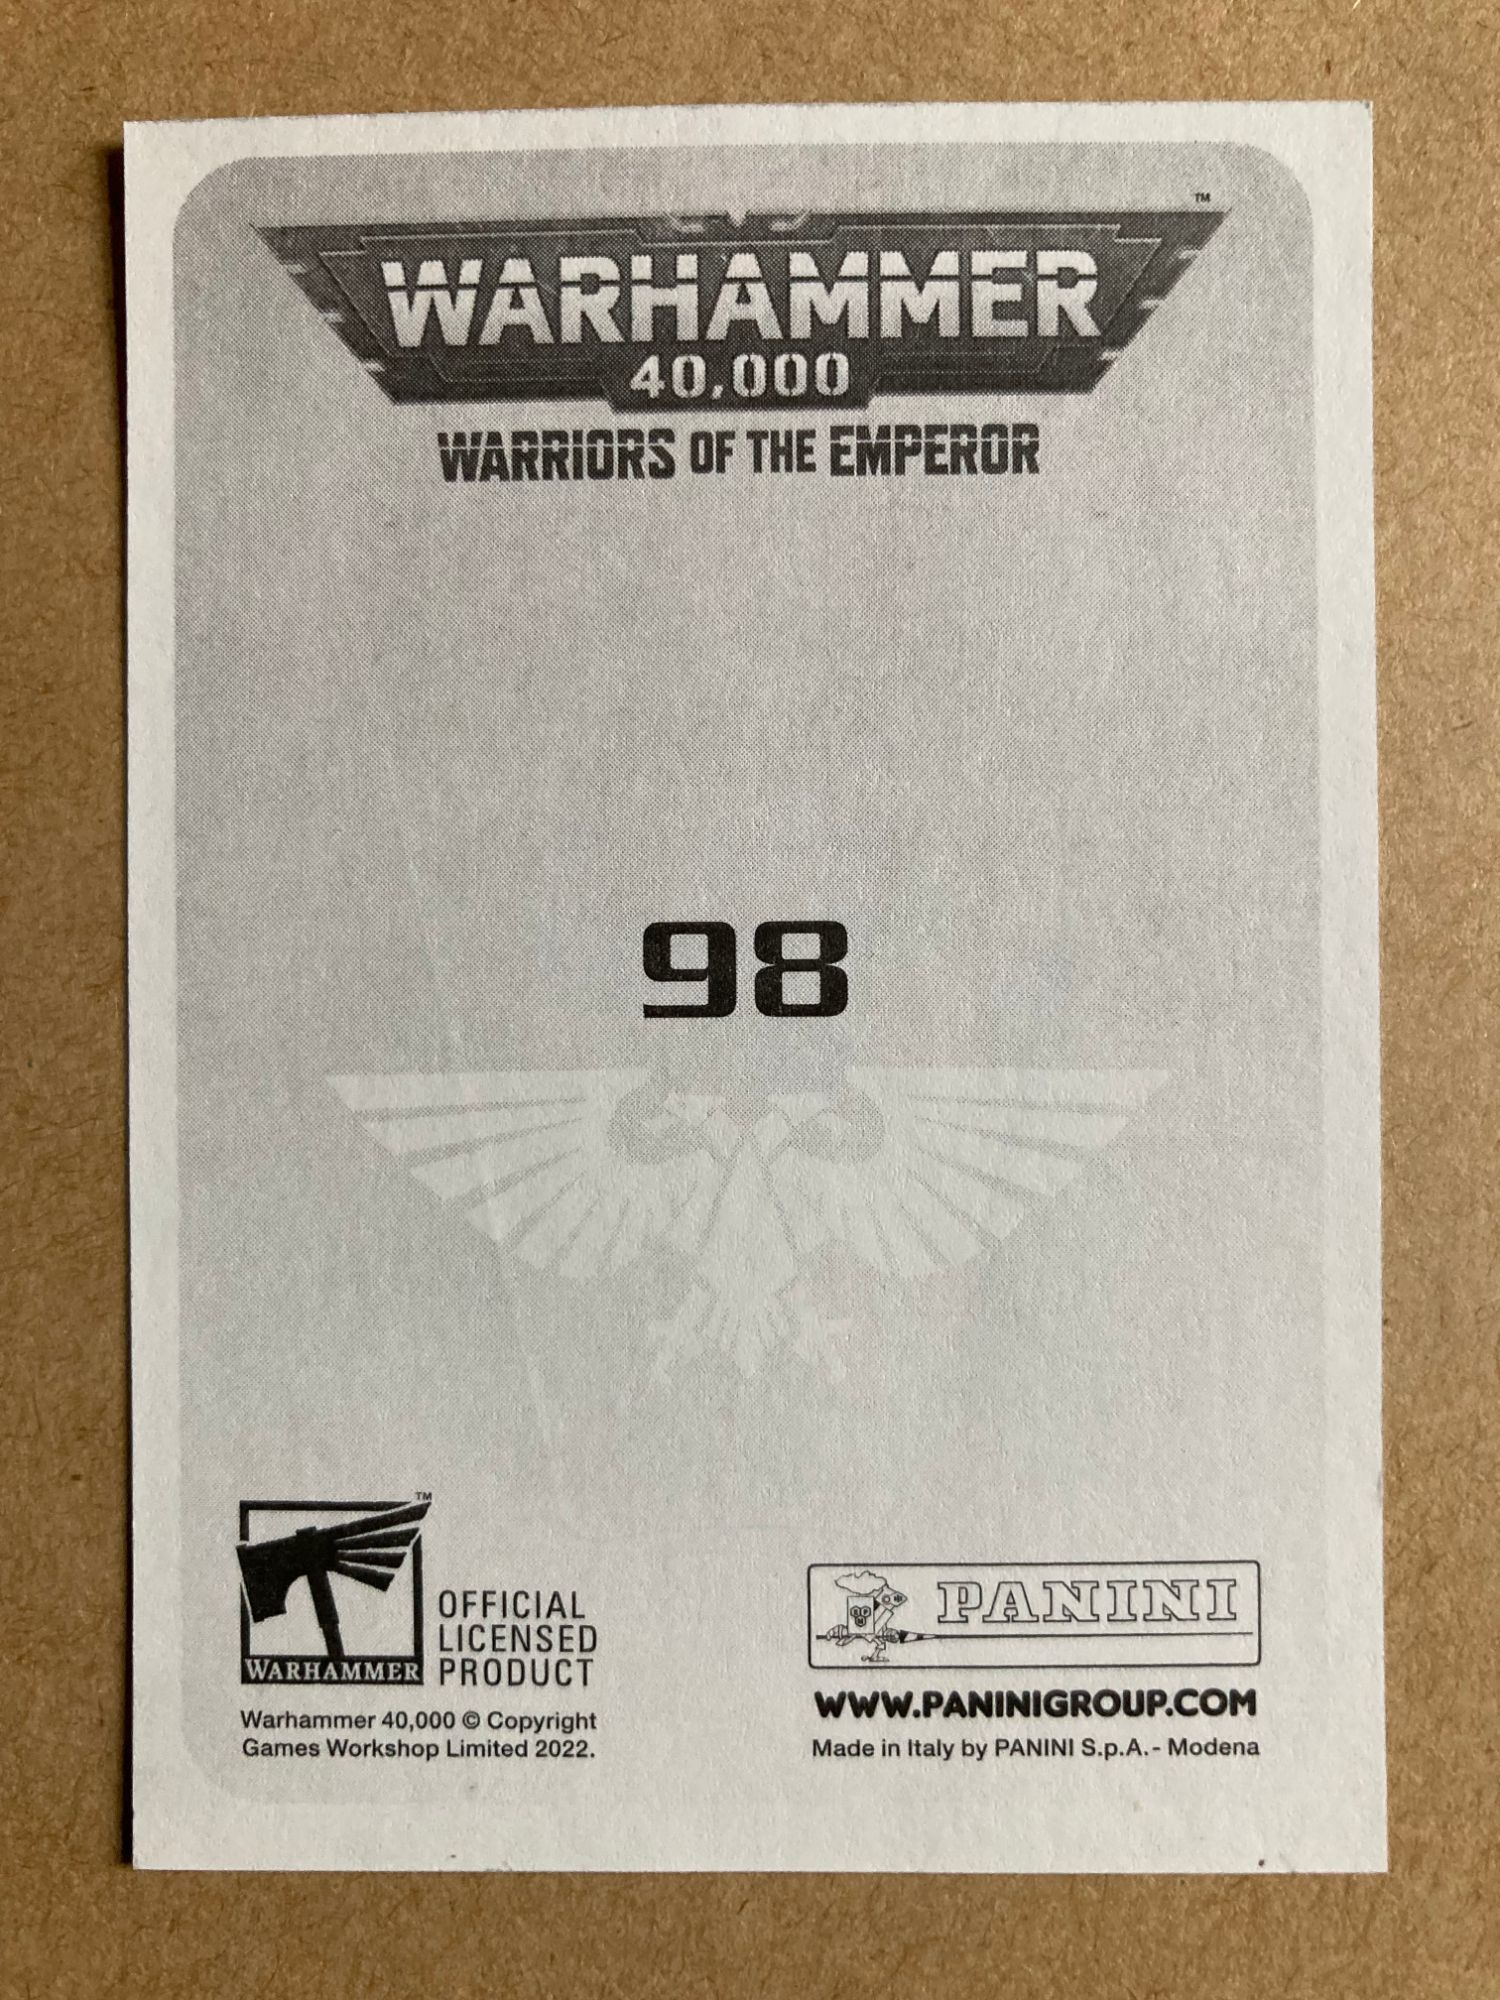 ™
WARHAMMER
40,000
WARRIORS OF THE EMPEROR
98
™
WARHAMMER
OFFICIAL
LICENSED
PRODUCT
Warhammer 40,000 © Copyright
Games Workshop Limited 2022.
PANINI
WWW.PANINIGROUP.COM
Made in Italy by PANINI S.p.A.- Modena